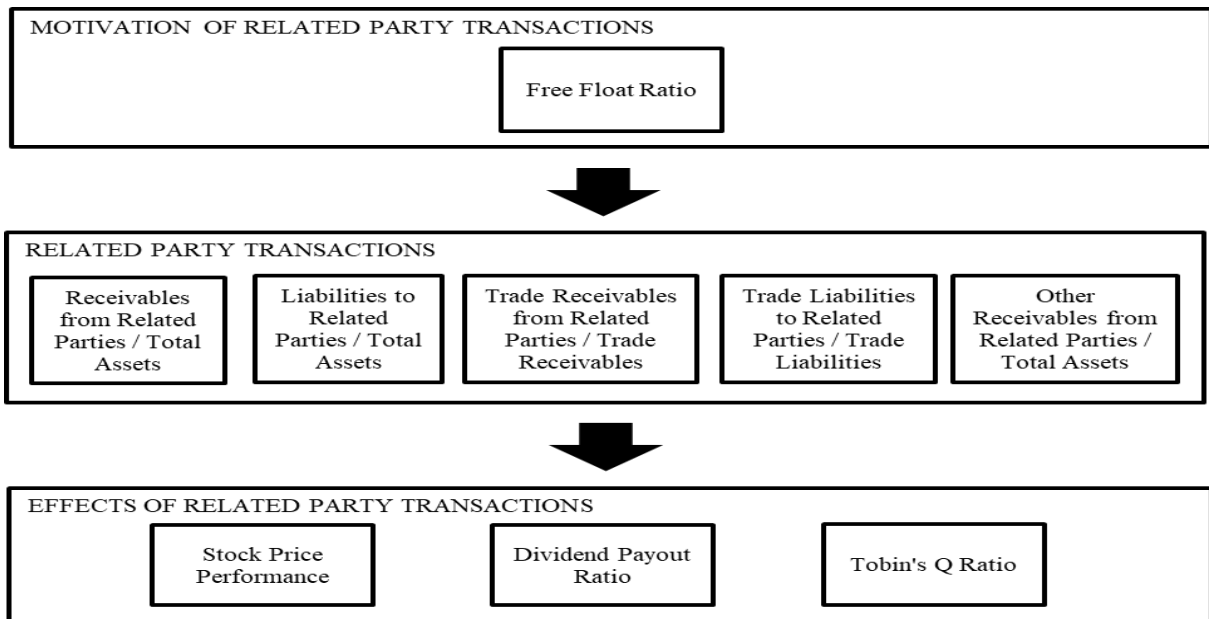 MOTIVATION OF RELATED PARTY TRANSACTIONS
Free Float Ratio
RELATED PARTY TRANSACTIONS
Receivables
from Related
Parties / Total
Assets
Liabilities to
Related
Parties / Total
Assets
Trade Receivables
from Related
Parties / Trade
Receivables
Trade Liabilities
to Related
Parties / Trade
Liabilities
Other
Receivables from
Related Parties /
Total Assets
EFFECTS OF RELATED PARTY TRANSACTIONS
Stock Price
Performance
Dividend Payout
Ratio
Tobin's Q Ratio